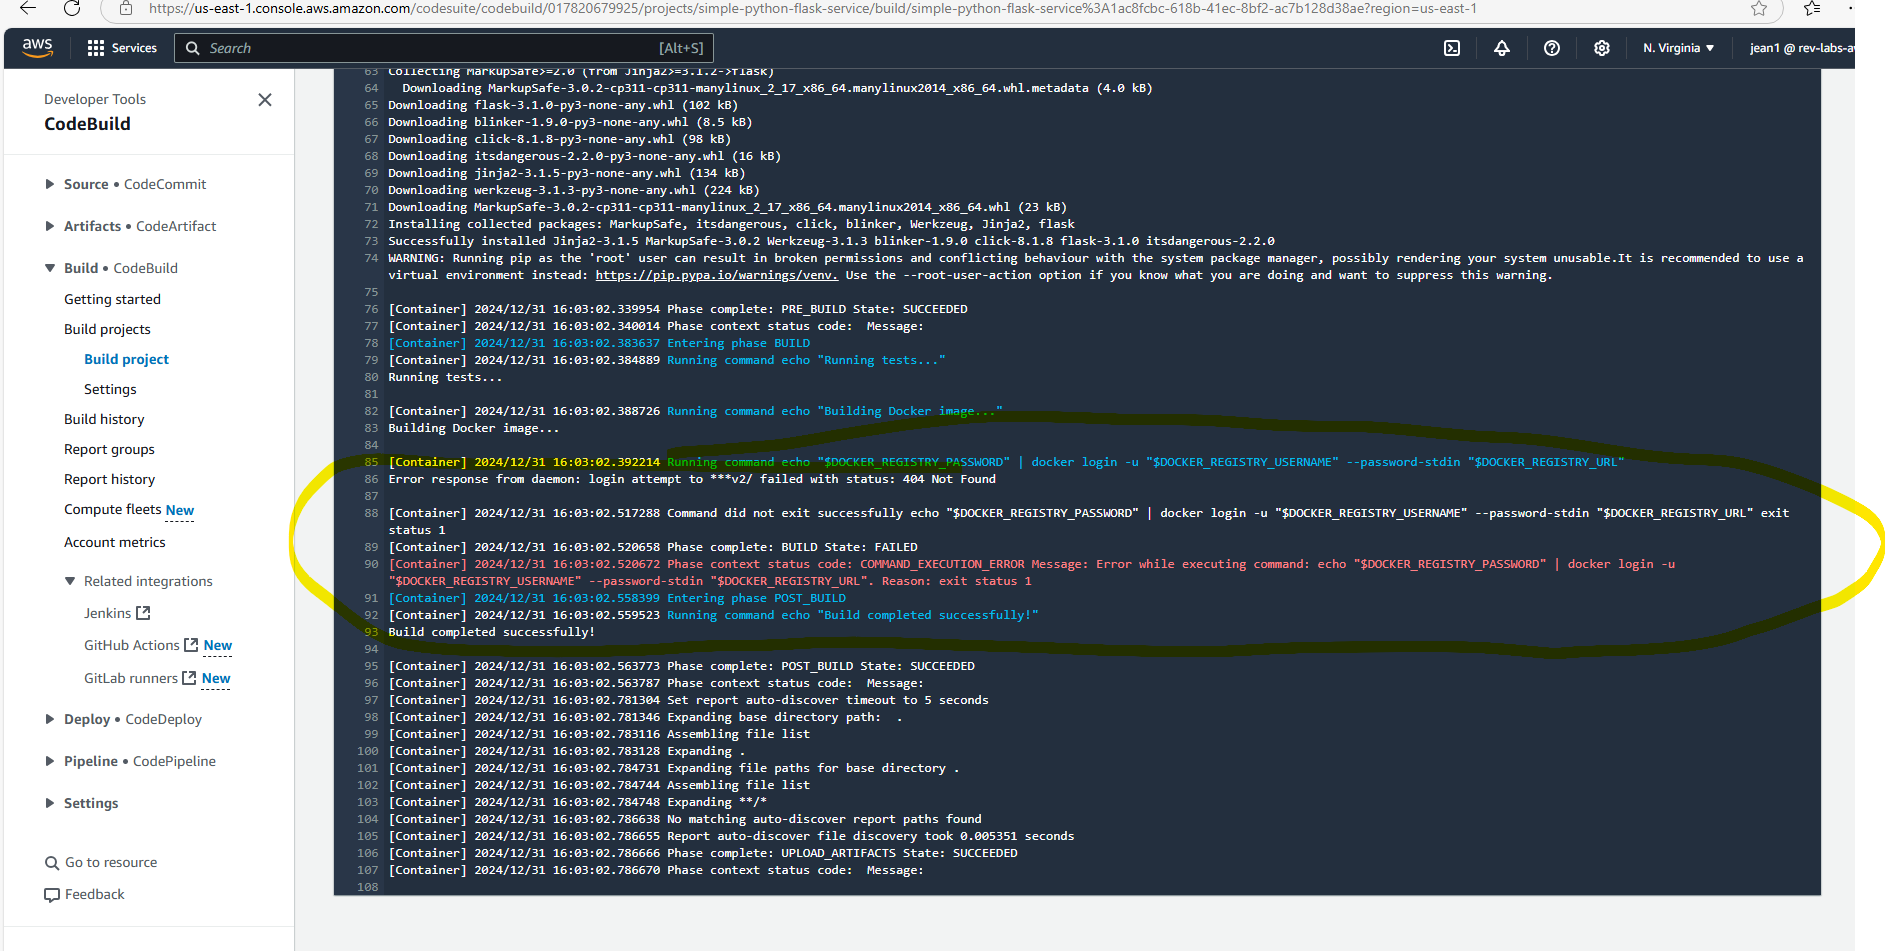 https://us-east-1.console.aws.amazon.com/codesuite/codebuild/017820679925/projects/simple-python-flask-service/build/simple-python-flask-service%3A1ac8fcbc-618b-41ec-8bf2-ac7b128d38ae?region=us-east-1
aws
Services
Search
[Alt+S]
N. Virginia
jean1 @ rev-labs-a
Developer Tools
CodeBuild
Source • CodeCommit
Artifacts • CodeArtifact
Build • CodeBuild
Getting started
Build projects
Build project
Settings
Build history
Report groups
Report history
Compute fleets New
Account metrics
Related integrations
Jenkins
GitHub Actions New
GitLab runners New
Deploy • CodeDeploy
Pipeline • CodePipeline
Settings
Go to resource
Feedback
63 Collecting MarkupSafe>=2.0 (from Jinja2>=3.1.2->flask)
64 Downloading MarkupSafe-3.0.2-cp311-cp311-manylinux_2_17_x86_64.manylinux2014_x86_64.whl.metadata (4.0 kB)
65 Downloading flask-3.1.0-py3-none-any.whl (102 kB)
66 Downloading blinker-1.9.0-py3-none-any.whl (8.5 kB)
67 Downloading click-8.1.8-py3-none-any.whl (98 kB)
68 Downloading itsdangerous-2.2.0-py3-none-any.whl (16 kB)
69 Downloading jinja2-3.1.5-py3-none-any.whl (134 kB)
70 Downloading werkzeug-3.1.3-py3-none-any.whl (224 kB)
71 Downloading MarkupSafe-3.0.2-cp311-cp311-manylinux_2_17_x86_64.manylinux2014_x86_64.whl (23 kB)
72 Installing collected packages: MarkupSafe, itsdangerous, click, blinker, Werkzeug, Jinja2, flask
73 Successfully installed Jinja2-3.1.5 MarkupSafe-3.0.2 Werkzeug-3.1.3 blinker-1.9.0 click-8.1.8 flask-3.1.0 itsdangerous-2.2.0
74 WARNING: Running pip as the 'root' user can result in broken permissions and conflicting behaviour with the system package manager, possibly rendering your system unusable.It is recommended to use a
virtual environment instead: https://pip.pypa.io/warnings/venv. Use the --root-user-action option if you know what you are doing and want to suppress this warning.
75
76 [Container] 2024/12/31 16:03:02.339954 Phase complete: PRE_BUILD State: SUCCEEDED
77 [Container] 2024/12/31 16:03:02.340014 Phase context status code:  Message:
78 [Container] 2024/12/31 16:03:02.383637 Entering phase BUILD
79 [Container] 2024/12/31 16:03:02.384889 Running command echo "Running tests..."
80 Running tests...
81
82 [Container] 2024/12/31 16:03:02.388726 Running command echo "Building Docker image..."
83 Building Docker image...
84
85 [Container] 2024/12/31 16:03:02.392214 Running command echo "$DOCKER_REGISTRY_PASSWORD" | docker login -u "$DOCKER_REGISTRY_USERNAME" --password-stdin "$DOCKER_REGISTRY_URL"
86 Error response from daemon: login attempt to ***v2/ failed with status: 404 Not Found
87
88 [Container] 2024/12/31 16:03:02.517288 Command did not exit successfully echo "$DOCKER_REGISTRY_PASSWORD" | docker login -u "$DOCKER_REGISTRY_USERNAME" --password-stdin "$DOCKER_REGISTRY_URL" exit
status 1
89 [Container] 2024/12/31 16:03:02.520658 Phase complete: BUILD State: FAILED
90 [Container] 2024/12/31 16:03:02.520672 Phase context status code: COMMAND_EXECUTION_ERROR Message: Error while executing command: echo "$DOCKER_REGISTRY_PASSWORD" | docker login -u
"$DOCKER_REGISTRY_USERNAME" --password-stdin "$DOCKER_REGISTRY_URL". Reason: exit status 1
91 [Container] 2024/12/31 16:03:02.558399 Entering phase POST_BUILD
92 [Container] 2024/12/31 16:03:02.559523 Running command echo "Build completed successfully!"
93 Build completed successfully!
94
95 [Container] 2024/12/31 16:03:02.563773 Phase complete: POST_BUILD State: SUCCEEDED
96 [Container] 2024/12/31 16:03:02.563787 Phase context status code:  Message:
97 [Container] 2024/12/31 16:03:02.781304 Set report auto-discover timeout to 5 seconds
98 [Container] 2024/12/31 16:03:02.781346 Expanding base directory path:  .
99 [Container] 2024/12/31 16:03:02.783116 Assembling file list
100 [Container] 2024/12/31 16:03:02.783128 Expanding .
101 [Container] 2024/12/31 16:03:02.784731 Expanding file paths for base directory .
102 [Container] 2024/12/31 16:03:02.784744 Assembling file list
103 [Container] 2024/12/31 16:03:02.784748 Expanding **/*
104 [Container] 2024/12/31 16:03:02.786638 No matching auto-discover report paths found
105 [Container] 2024/12/31 16:03:02.786655 Report auto-discover file discovery took 0.005351 seconds
106 [Container] 2024/12/31 16:03:02.786666 Phase complete: UPLOAD_ARTIFACTS State: SUCCEEDED
107 [Container] 2024/12/31 16:03:02.786670 Phase context status code:  Message:
108